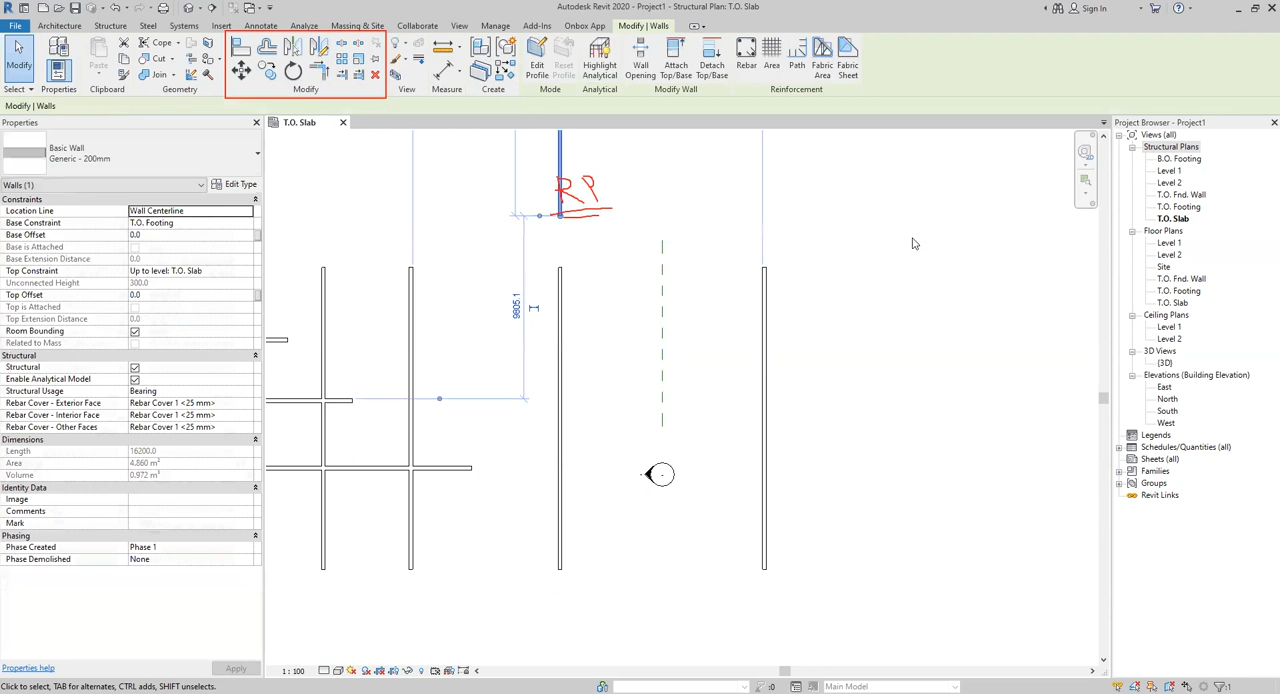 Autodesk Revit 2020 - Project1 - Structural Plan: T.O. Slab
Sign In
File Architecture Structure Steel Systems Insert Annotate Analyze Massing & Site Collaborate View Manage Add-Ins Onbox App Modify | Walls
Modify
Select
Properties
Paste
Clipboard
Cope
Cut
Join
Geometry
Modify
View
Measure
Create
Edit Profile
Reset Profile
Mode
Highlight Analytical
Analytical
Wall Opening
Attach Top/Base
Detach Top/Base
Modify Wall
Rebar
Area
Path
Fabric Area
Fabric Sheet
Reinforcement
Modify | Walls
Properties
Basic Wall
Generic - 200mm
Walls (1)
Edit Type
Constraints
Location Line Wall Centerline
Base Constraint T.O. Footing
Base Offset 0.0
Base is Attached
Base Extension Distance 0.0
Top Constraint Up to level: T.O. Slab
Unconnected Height 300.0
Top Offset 0.0
Top is Attached
Top Extension Distance 0.0
Room Bounding
Related to Mass
Structural
Structural
Enable Analytical Model
Structural Usage Bearing
Rebar Cover - Exterior Face Rebar Cover 1 <25 mm>
Rebar Cover - Interior Face Rebar Cover 1 <25 mm>
Rebar Cover - Other Faces Rebar Cover 1 <25 mm>
Dimensions
Length 16200.0
Area 4.860 m²
Volume 0.972 m³
Identity Data
Image
Comments
Mark
Phasing
Phase Created Phase 1
Phase Demolished None
Properties help
Apply
T.O. Slab
RP
9805.1
1 : 100
Project Browser - Project1
Views (all)
Structural Plans
B.O. Footing
Level 1
Level 2
T.O. Fnd. Wall
T.O. Footing
T.O. Slab
Floor Plans
Level 1
Level 2
Site
T.O. Fnd. Wall
T.O. Footing
T.O. Slab
Ceiling Plans
Level 1
Level 2
3D Views
{3D}
Elevations (Building Elevation)
East
North
South
West
Legends
Schedules/Quantities (all)
Sheets (all)
Families
Groups
Revit Links
Click to select, TAB for alternates, CTRL adds, SHIFT unselects.
:0
Main Model
:1